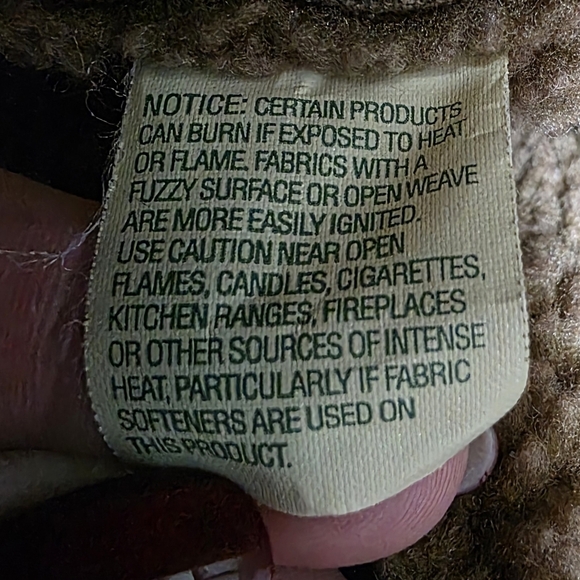 NOTICE: CERTAIN PRODUCTS
CAN BURN IF EXPOSED TO HEAT
OR FLAME. FABRICS WITH A
FUZZY SURFACE OR OPEN WEAVE
ARE MORE EASILY IGNITED.
USE CAUTION NEAR OPEN
FLAMES, CANDLES, CIGARETTES,
KITCHEN RANGES, FIREPLACES
OR OTHER SOURCES OF INTENSE
HEAT, PARTICULARLY IF FABRIC
SOFTENERS ARE USED ON
THIS PRODUCT.